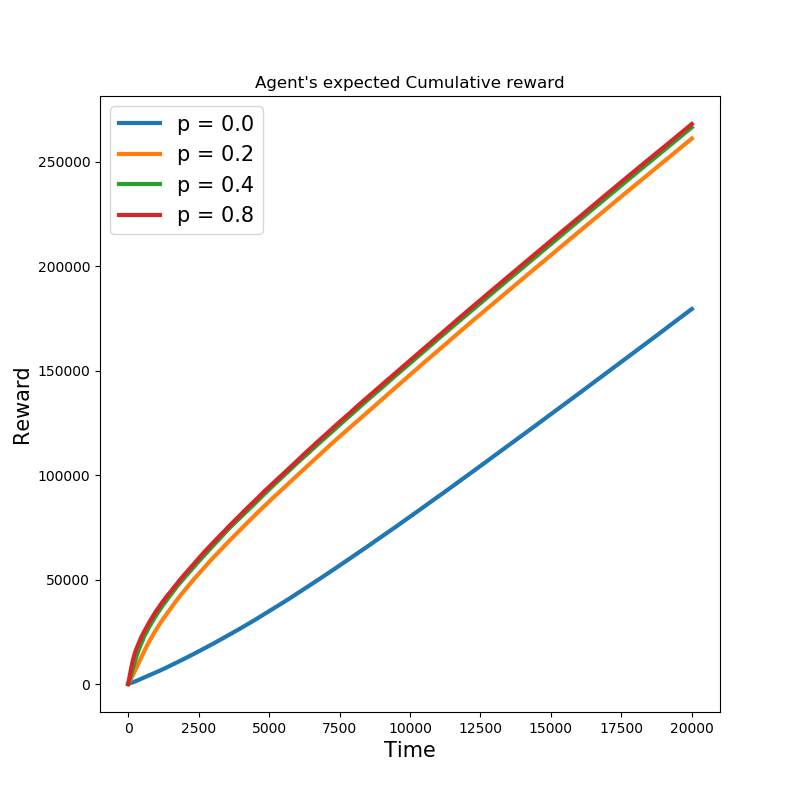 Agent's expected Cumulative reward
p = 0.0
p = 0.2
p = 0.4
p = 0.8
250000
200000
150000
100000
50000
0
Reward
0 2500 5000 7500 10000 12500 15000 17500 20000
Time